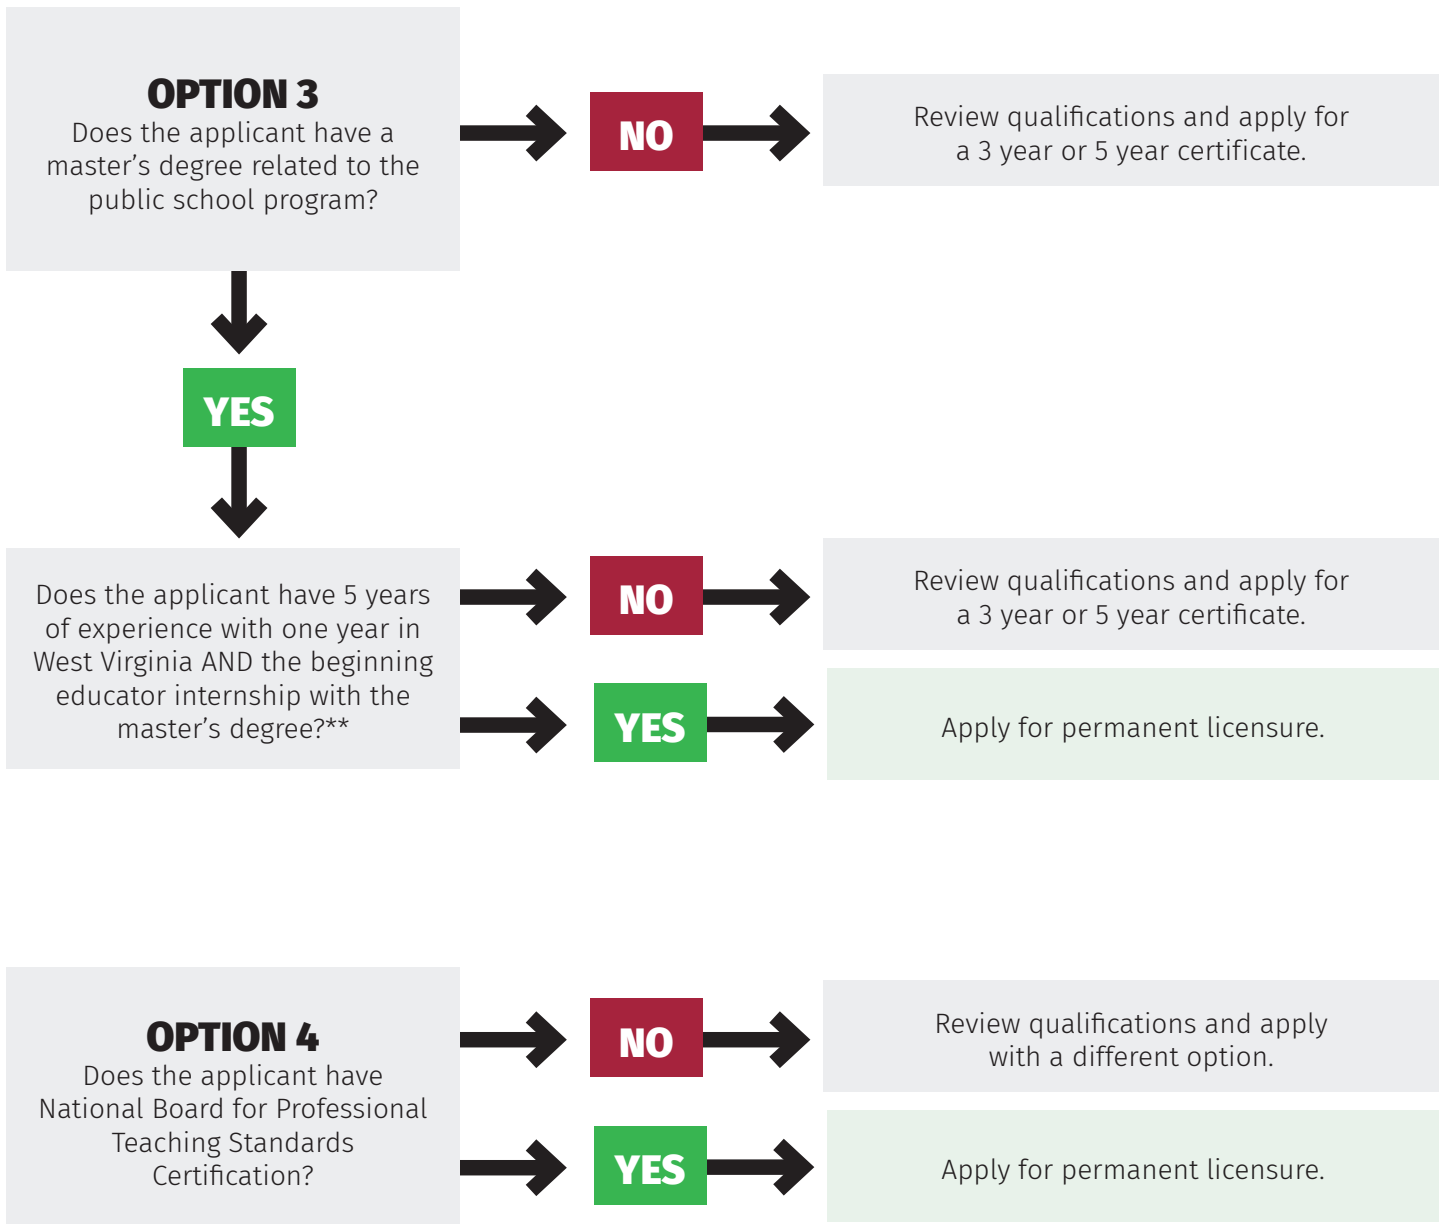 OPTION 3
Does the applicant have a
master’s degree related to the
public school program?
NO
Review qualifications and apply for
a 3 year or 5 year certificate.
YES
Does the applicant have 5 years
of experience with one year in
West Virginia AND the beginning
educator internship with the
master’s degree?**
NO
Review qualifications and apply for
a 3 year or 5 year certificate.
YES
Apply for permanent licensure.
OPTION 4
Does the applicant have
National Board for Professional
Teaching Standards
Certification?
NO
Review qualifications and apply
with a different option.
YES
Apply for permanent licensure.